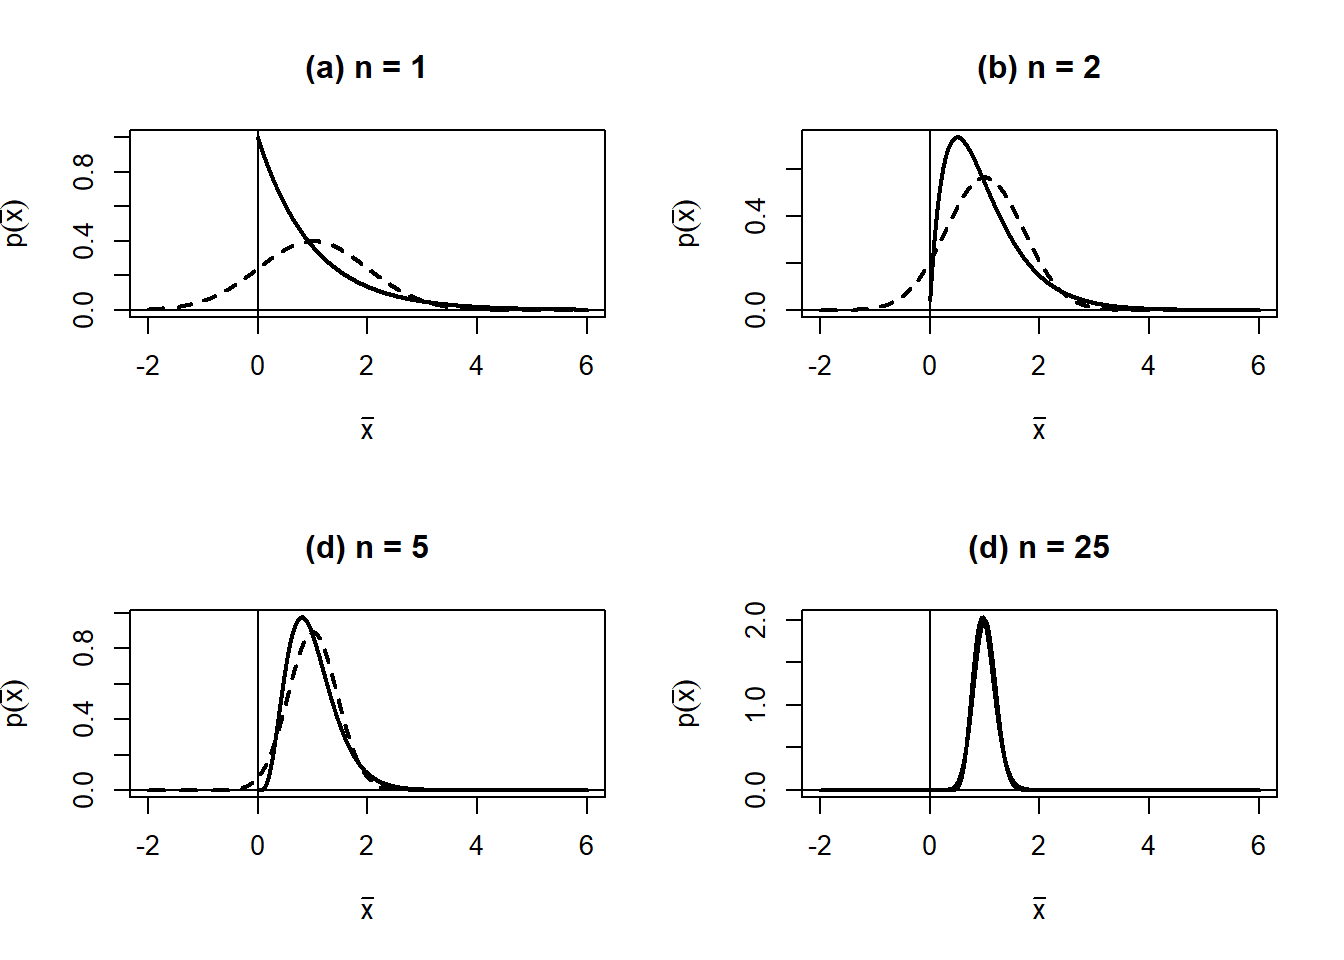 (a) n = 1
p(x̅)
0.0 0.4 0.8
-2 0 2 4 6
x̅
(b) n = 2
p(x̅)
0.0 0.4
-2 0 2 4 6
x̅
(d) n = 5
p(x̅)
0.0 0.4 0.8
-2 0 2 4 6
x̅
(d) n = 25
p(x̅)
0.0 1.0 2.0
-2 0 2 4 6
x̅